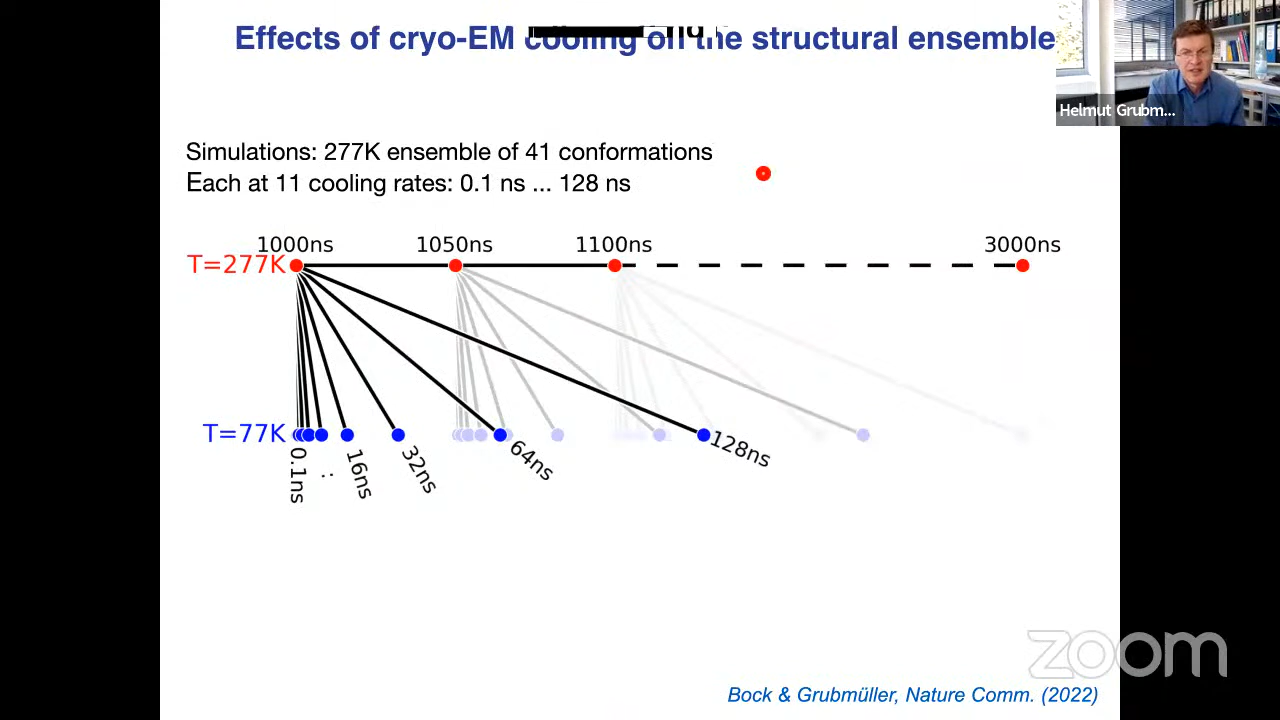 Effects of cryo-EM cooling on the structural ensemble
Helmut Grubm...
Simulations: 277K ensemble of 41 conformations
Each at 11 cooling rates: 0.1 ns ... 128 ns
1000ns 1050ns 1100ns 3000ns
T=277K
T=77K
0.1ns : 16ns 32ns 64ns 128ns
zoom
Bock & Grubmüller, Nature Comm. (2022)